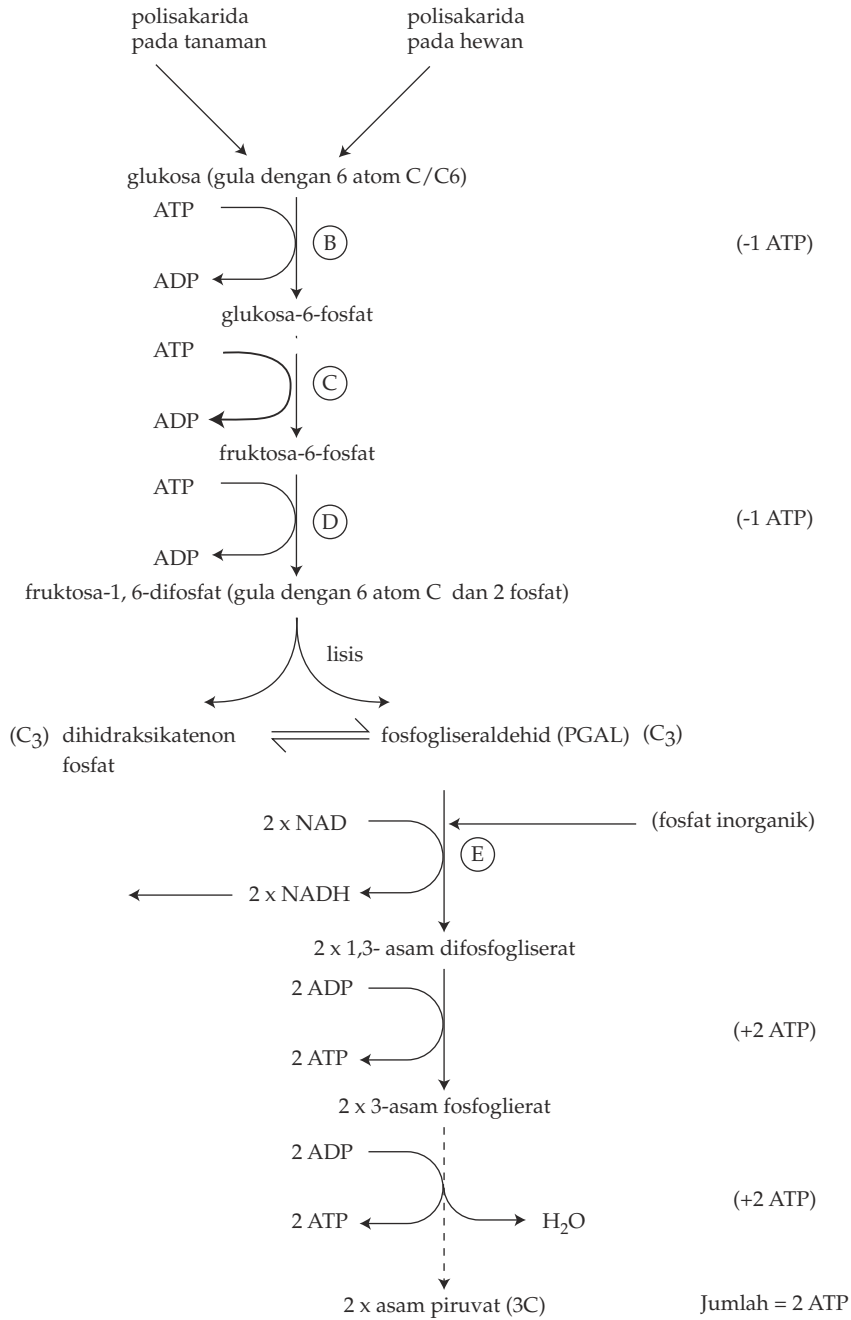 polisakarida
pada tanaman
polisakarida
pada hewan
glukosa (gula dengan 6 atom C/C6)
ATP
B
(-1 ATP)
ADP
glukosa-6-fosfat
ATP
C
ADP
fruktosa-6-fosfat
ATP
D
(-1 ATP)
ADP
fruktosa-1, 6-difosfat (gula dengan 6 atom C dan 2 fosfat)
lisis
(C3) dihidraksikatenon
fosfat
fosfogliseraldehid (PGAL) (C3)
2 x NAD
(fosfat inorganik)
E
2 x NADH
2 x 1,3- asam difosfogliserat
2 ADP
(+2 ATP)
2 ATP
2 x 3-asam fosfoglierat
2 ADP
(+2 ATP)
2 ATP
H2O
2 x asam piruvat (3C)
Jumlah = 2 ATP